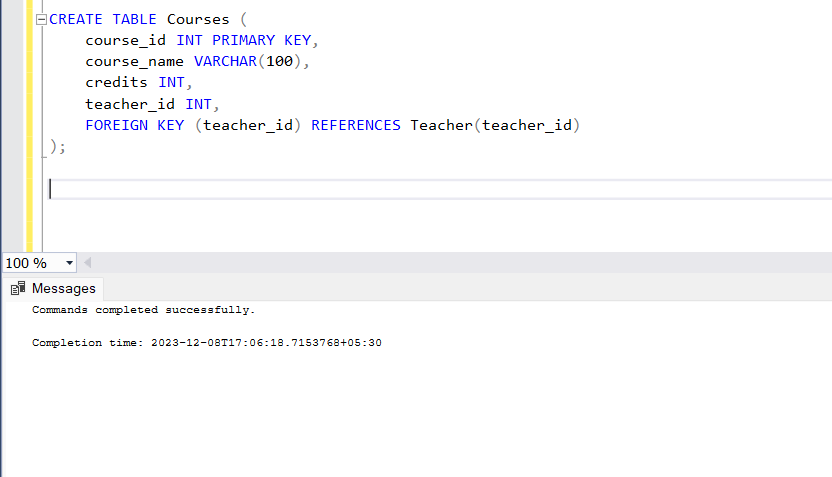 CREATE TABLE Courses (
course_id INT PRIMARY KEY,
course_name VARCHAR(100),
credits INT,
teacher_id INT,
FOREIGN KEY (teacher_id) REFERENCES Teacher(teacher_id)
);
100 %
Messages
Commands completed successfully.
Completion time: 2023-12-08T17:06:18.7153768+05:30